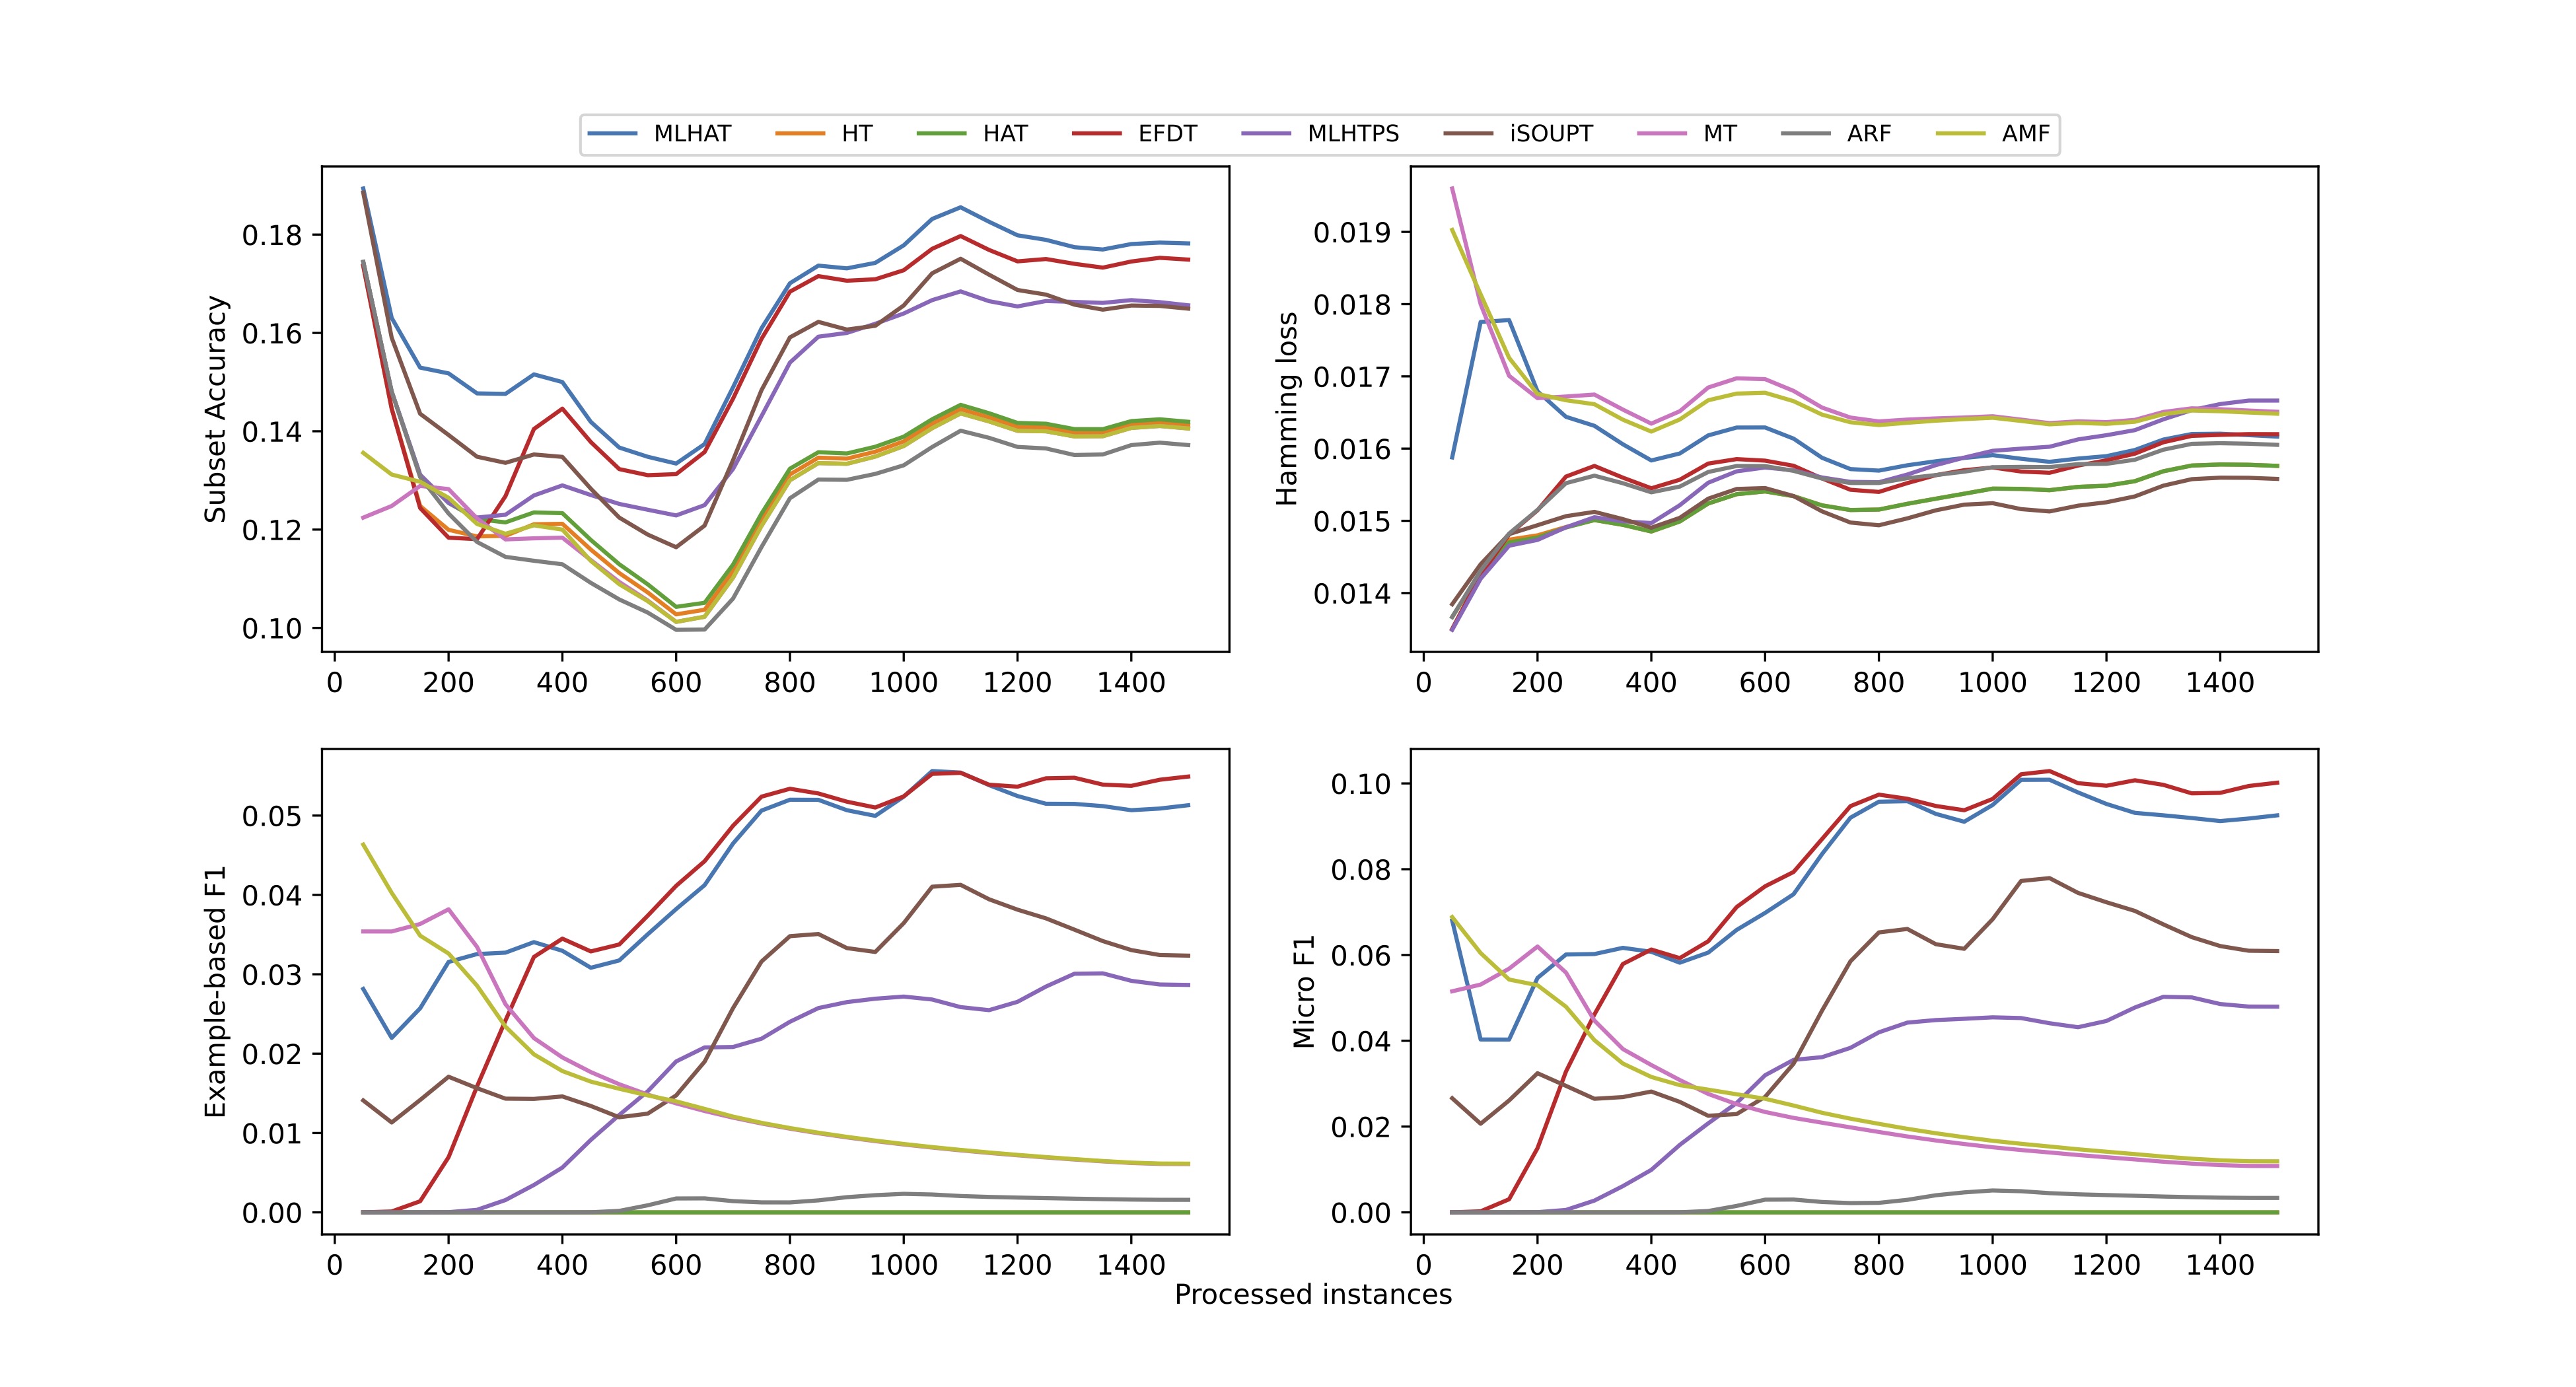 MLHAT HT HAT EFDT MLHTPS iSOUPT MT ARF AMF
Subset Accuracy
0.18
0.16
0.14
0.12
0.10
0 200 400 600 800 1000 1200 1400
Hamming loss
0.019
0.018
0.017
0.016
0.015
0.014
0 200 400 600 800 1000 1200 1400
Example-based F1
0.05
0.04
0.03
0.02
0.01
0.00
0 200 400 600 800 1000 1200 1400
Micro F1
0.10
0.08
0.06
0.04
0.02
0.00
0 200 400 600 800 1000 1200 1400
Processed instances